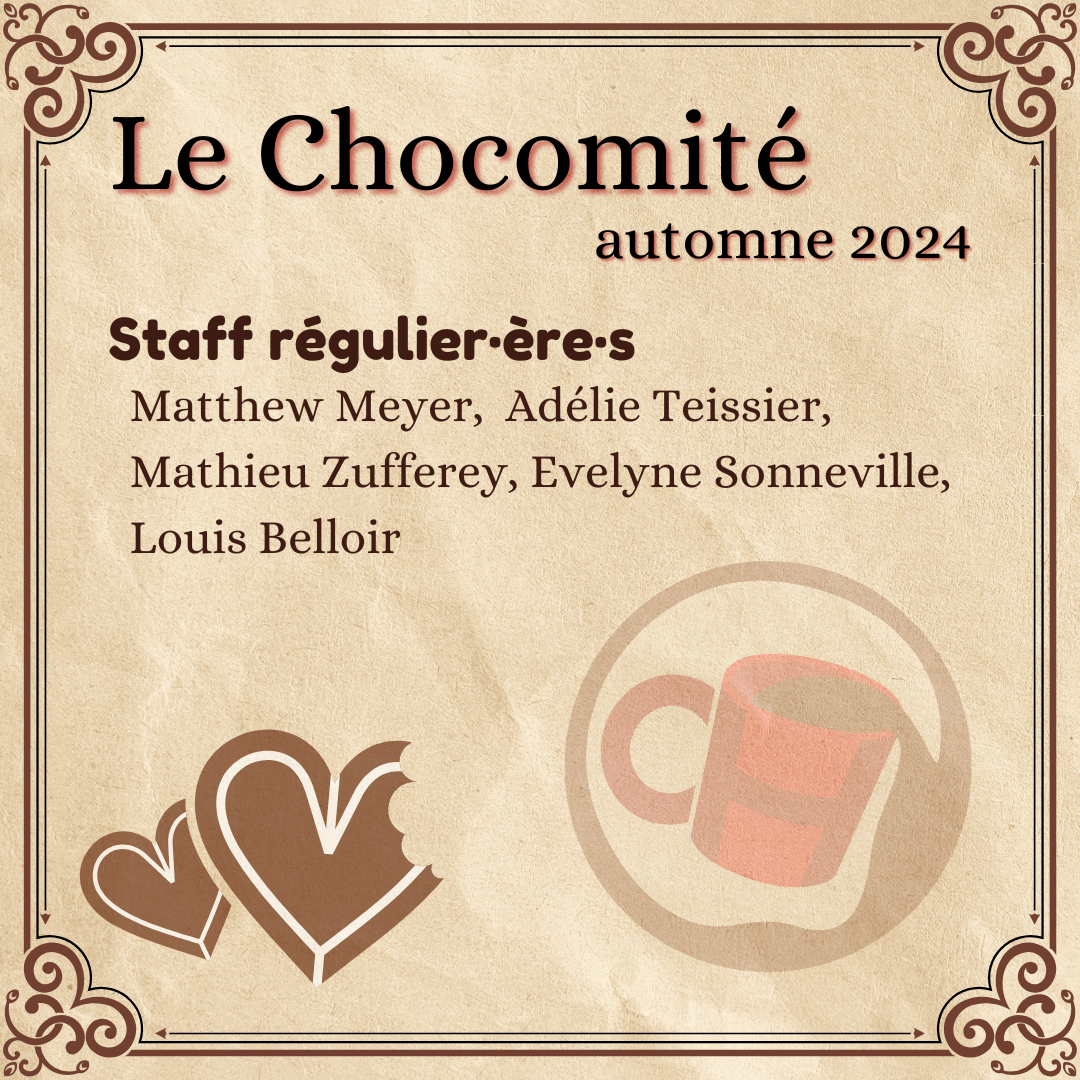 Le Chocomité
automne 2024
Staff régulier·ère·s
Matthew Meyer, Adélie Teissier,
Mathieu Zufferey, Evelyne Sonneville,
Louis Belloir